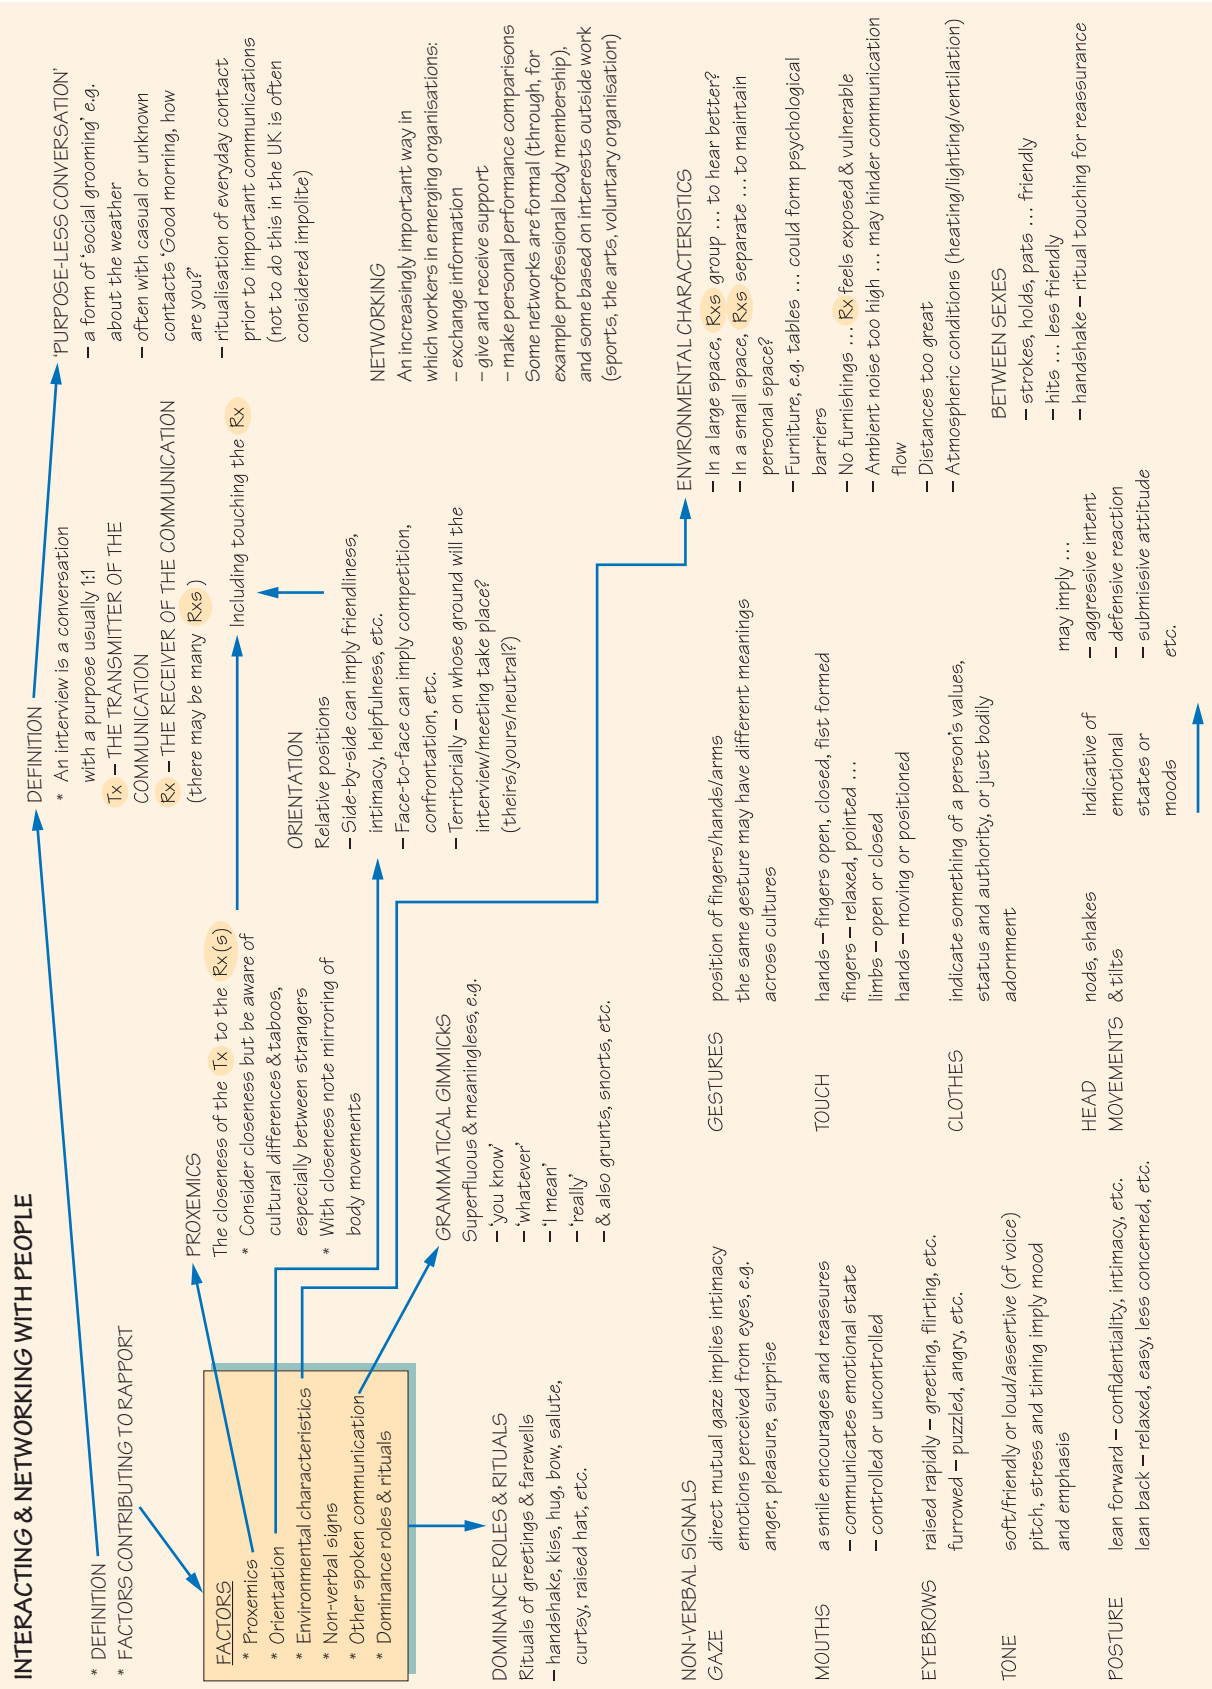 INTERACTING & NETWORKING WITH PEOPLE
* DEFINITION
* FACTORS CONTRIBUTING TO RAPPORT
FACTORS
* Proxemics
* Orientation
* Environmental characteristics
* Non-verbal signs
* Other spoken communication
* Dominance roles & rituals
DEFINITION
* An interview is a conversation
with a purpose usually 1:1
Tx – THE TRANSMITTER OF THE
COMMUNICATION
Rx – THE RECEIVER OF THE COMMUNICATION
(there may be many Rxs)
'PURPOSE-LESS CONVERSATION'
– a form of 'social grooming' e.g.
about the weather
– often with casual or unknown
contacts 'Good morning, how
are you?'
– ritualisation of everyday contact
prior to important communications
(not to do this in the UK is often
considered impolite)
PROXEMICS
The closeness of the Tx to the Rx(s)
* Consider closeness but be aware of
cultural differences & taboos,
especially between strangers
* With closeness note mirroring of
body movements
Including touching the Rx
ORIENTATION
Relative positions
– Side-by-side can imply friendliness,
intimacy, helpfulness, etc.
– Face-to-face can imply competition,
confrontation, etc.
– Territorially – on whose ground will the
interview/meeting take place?
(theirs/yours/neutral?)
NETWORKING
An increasingly important way in
which workers in emerging organisations:
– exchange information
– give and receive support
– make personal performance comparisons
Some networks are formal (through, for
example professional body membership),
and some based on interests outside work
(sports, the arts, voluntary organisation)
GRAMMATICAL GIMMICKS
Superfluous & meaningless, e.g.
– 'you know'
– 'whatever'
– 'I mean'
– 'really'
– & also grunts, snorts, etc.
DOMINANCE ROLES & RITUALS
Rituals of greetings & farewells
– handshake, kiss, hug, bow, salute,
curtsy, raised hat, etc.
ENVIRONMENTAL CHARACTERISTICS
– In a large space, Rxs group ... to hear better?
– In a small space, Rxs separate ... to maintain
personal space?
– Furniture, e.g. tables ... could form psychological
barriers
– No furnishings ... Rx feels exposed & vulnerable
– Ambient noise too high ... may hinder communication
flow
– Distances too great
– Atmospheric conditions (heating/lighting/ventilation)
NON-VERBAL SIGNALS
GAZE
direct mutual gaze implies intimacy
emotions perceived from eyes, e.g.
anger, pleasure, surprise
MOUTHS
a smile encourages and reassures
– communicates emotional state
– controlled or uncontrolled
EYEBROWS
raised rapidly – greeting, flirting, etc.
furrowed – puzzled, angry, etc.
TONE
soft/friendly or loud/assertive (of voice)
pitch, stress and timing imply mood
and emphasis
POSTURE
lean forward – confidentiality, intimacy, etc.
lean back – relaxed, easy, less concerned, etc.
GESTURES
position of fingers/hands/arms
the same gesture may have different meanings
across cultures
TOUCH
hands – fingers open, closed, fist formed
fingers – relaxed, pointed ...
limbs – open or closed
hands – moving or positioned
CLOTHES
indicate something of a person's values,
status and authority, or just bodily
adornment
HEAD
MOVEMENTS
nods, shakes
& tilts
indicative of
emotional
states or
moods
may imply ...
– aggressive intent
– defensive reaction
– submissive attitude
etc.
BETWEEN SEXES
– strokes, holds, pats ... friendly
– hits ... less friendly
– handshake – ritual touching for reassurance